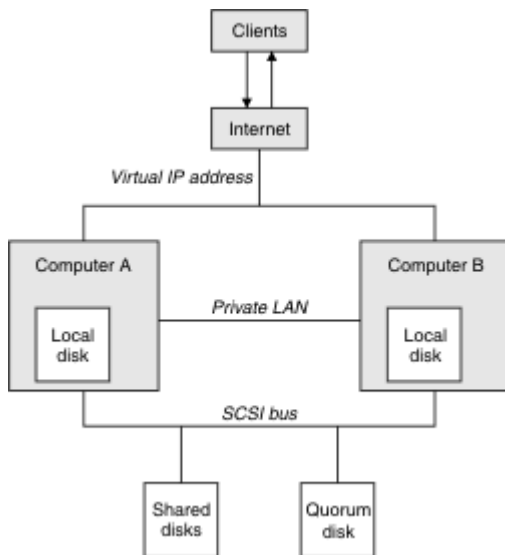 Clients
Internet
Virtual IP address
Computer A
Computer B
Private LAN
Local
disk
Local
disk
SCSI bus
Shared
disks
Quorum
disk